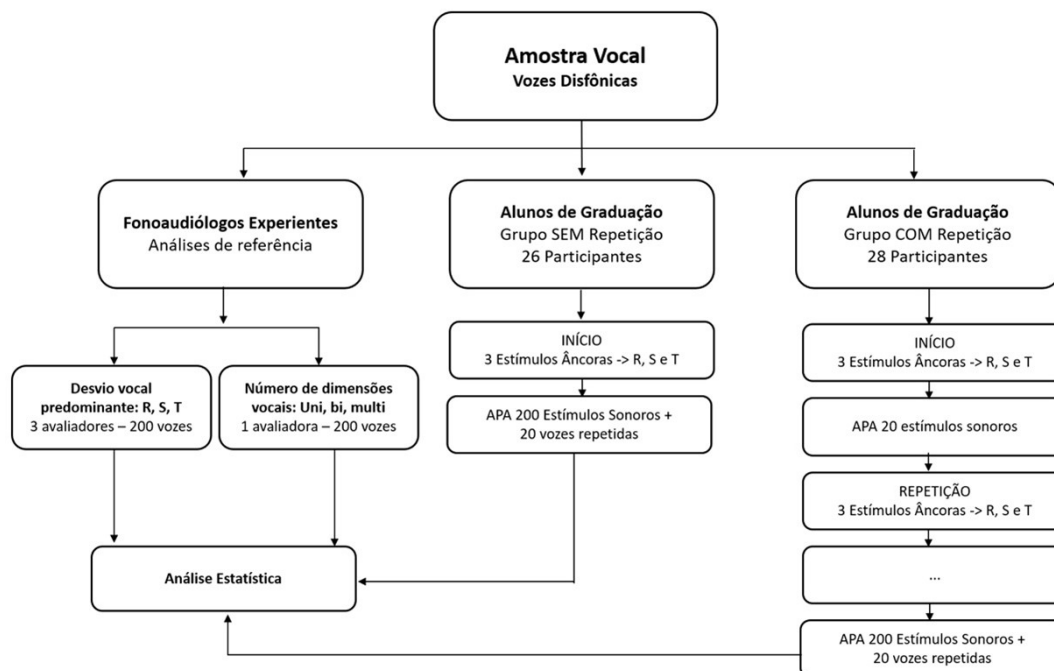 Amostra Vocal
Vozes Disfônicas
Fonoaudiólogos Experientes
Análises de referência
Desvio vocal
predominante: R, S, T
3 avaliadores – 200 vozes
Número de dimensões
vocais: Uni, bi, multi
1 avaliadora – 200 vozes
Alunos de Graduação
Grupo SEM Repetição
26 Participantes
INÍCIO
3 Estímulos Âncoras -> R, S e T
APA 200 Estímulos Sonoros +
20 vozes repetidas
Alunos de Graduação
Grupo COM Repetição
28 Participantes
INÍCIO
3 Estímulos Âncoras -> R, S e T
APA 20 estímulos sonoros
REPETIÇÃO
3 Estímulos Âncoras -> R, S e T
...
APA 200 Estímulos Sonoros +
20 vozes repetidas
Análise Estatística